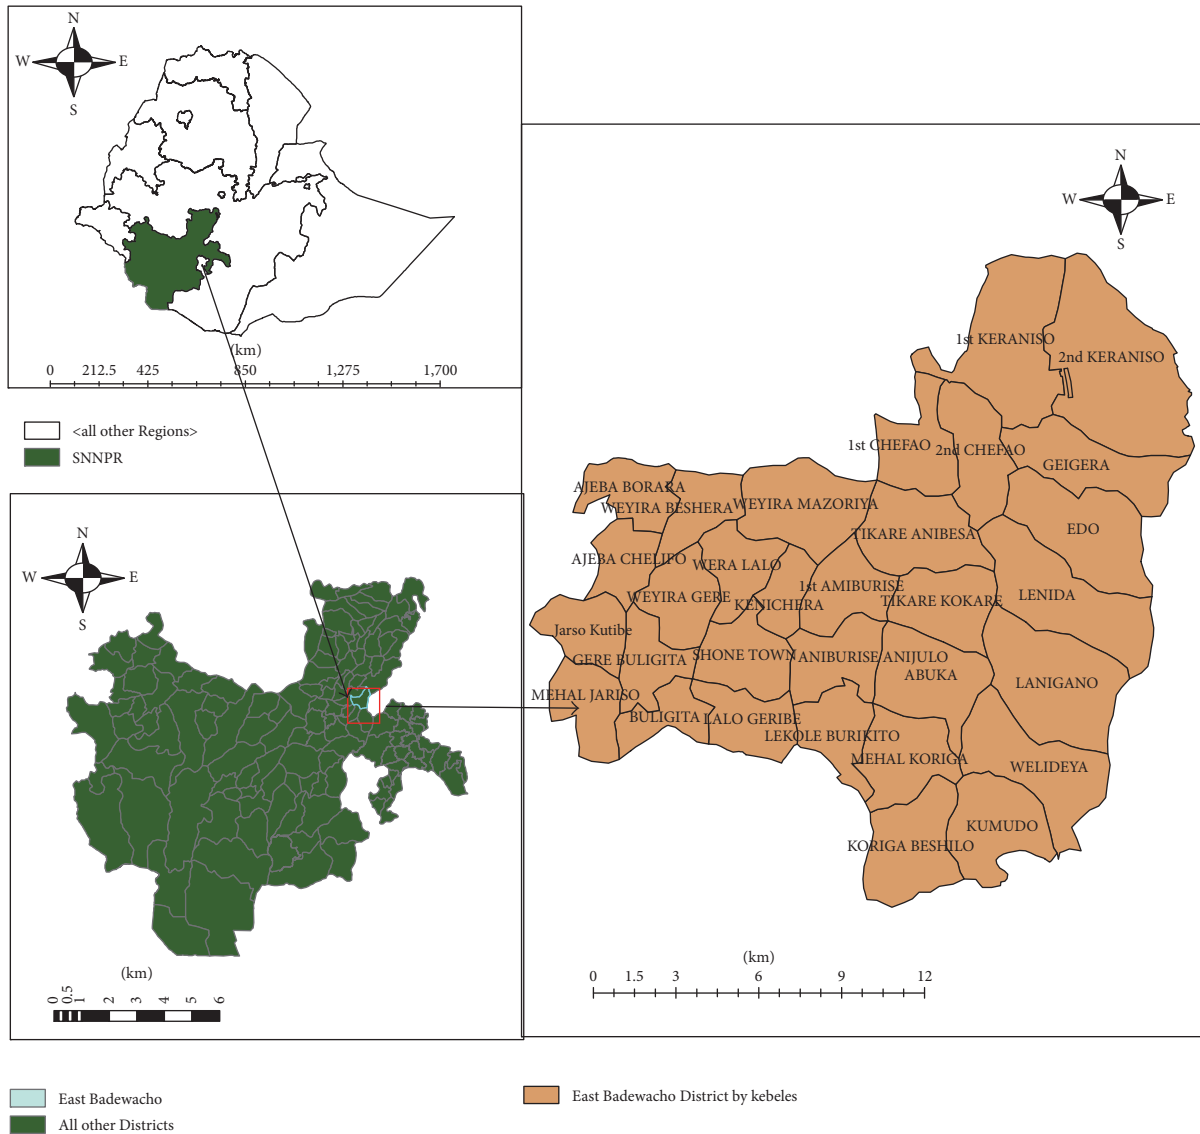 N
W E
S
(km)
0 212.5 425 850 1,275 1,700
<all other Regions>
SNNPR
N
W E
S
(km)
0 0.5 1 2 3 4 5 6
East Badewacho
All other Districts
N
W E
S
1st KERANISO
2nd KERANISO
1st CHEFAO
2nd CHEFAO
GEIGERA
AJEBA BORARA
WEYIRA BESHERA
WEYIRA MAZORIYA
TIKARE ANIBESA
EDO
AJEBA CHELIFO
WERA LALO
1st AMIBURISE
WEYIRA GERE
KENICHERA
TIKARE KOKARE
LENIDA
Jarso Kutibe
GERE BULIGITA
SHONE TOWN
ANIBURISE ANIJULO
ABUKA
LANIGANO
MEHAL JARISO
BULIGITA
LALO GERIBE
LEKOLE BURIKITO
MEHAL KORIGA
WELIDEYA
KUMUDO
KORIGA BESHILO
(km)
0 1.5 3 6 9 12
East Badewacho District by kebeles